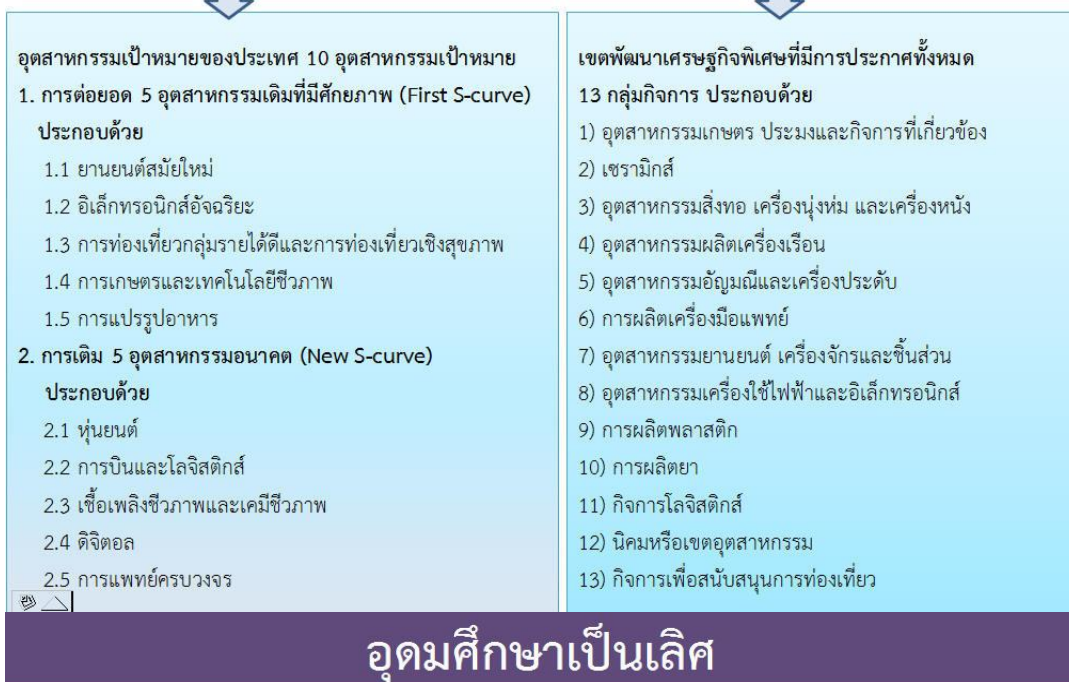 อุตสาหกรรมเป้าหมายของประเทศ 10 อุตสาหกรรมเป้าหมาย
1. การต่อยอด 5 อุตสาหกรรมเดิมที่มีศักยภาพ (First S-curve)
ประกอบด้วย
1.1 ยานยนต์สมัยใหม่
1.2 อิเล็กทรอนิกส์อัจฉริยะ
1.3 การท่องเที่ยวกลุ่มรายได้ดีและการท่องเที่ยวเชิงสุขภาพ
1.4 การเกษตรและเทคโนโลยีชีวภาพ
1.5 การแปรรูปอาหาร
2. การเติม 5 อุตสาหกรรมอนาคต (New S-curve)
ประกอบด้วย
2.1 หุ่นยนต์
2.2 การบินและโลจิสติกส์
2.3 เชื้อเพลิงชีวภาพและเคมีชีวภาพ
2.4 ดิจิตอล
2.5 การแพทย์ครบวงจร
เขตพัฒนาเศรษฐกิจพิเศษที่มีการประกาศทั้งหมด
13 กลุ่มกิจการ ประกอบด้วย
1) อุตสาหกรรมเกษตร ประมงและกิจการที่เกี่ยวข้อง
2) เซรามิกส์
3) อุตสาหกรรมสิ่งทอ เครื่องนุ่งห่ม และเครื่องหนัง
4) อุตสาหกรรมผลิตเครื่องเรือน
5) อุตสาหกรรมอัญมณีและเครื่องประดับ
6) การผลิตเครื่องมือแพทย์
7) อุตสาหกรรมยานยนต์ เครื่องจักรและชิ้นส่วน
8) อุตสาหกรรมเครื่องใช้ไฟฟ้าและอิเล็กทรอนิกส์
9) การผลิตพลาสติก
10) การผลิตยา
11) กิจการโลจิสติกส์
12) นิคมหรือเขตอุตสาหกรรม
13) กิจการเพื่อสนับสนุนการท่องเที่ยว
อุดมศึกษาเป็นเลิศ